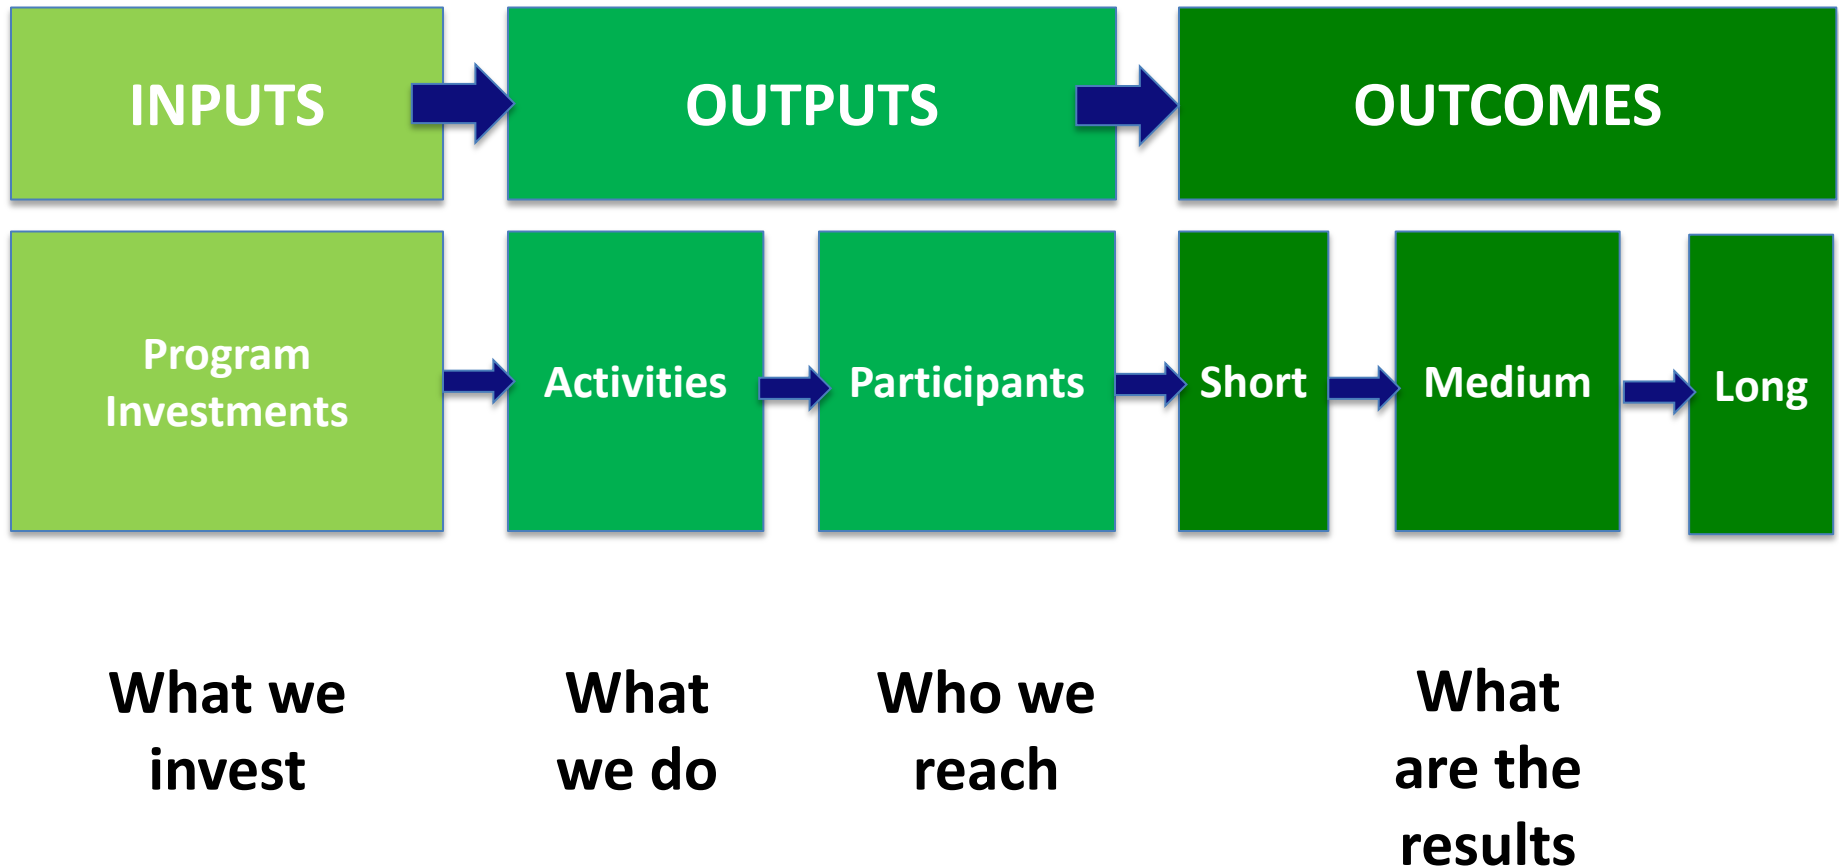 INPUTS
OUTPUTS
OUTCOMES
Program
Investments
Activities
Participants
Short
Medium
Long
What we
invest
What
we do
Who we
reach
What
are the
results